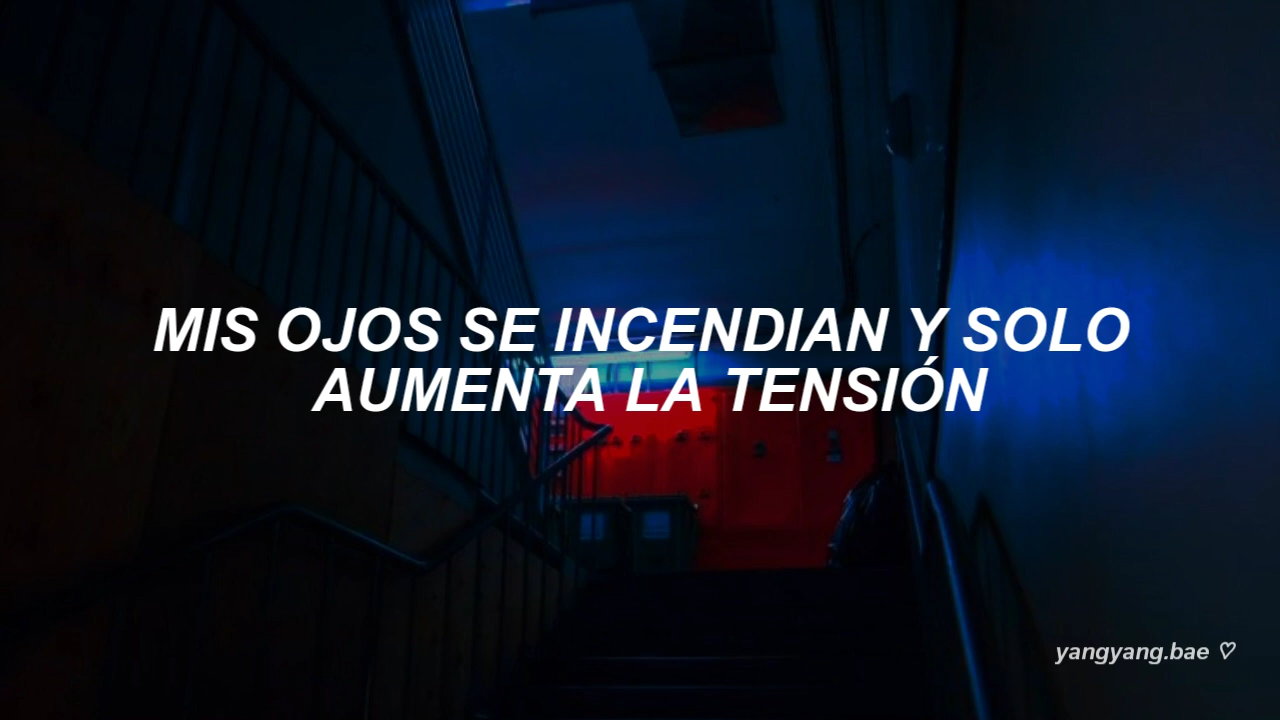 MIS OJOS SE INCENDIAN Y SOLO
AUMENTA LA TENSIÓN
yangyang.bae ♡